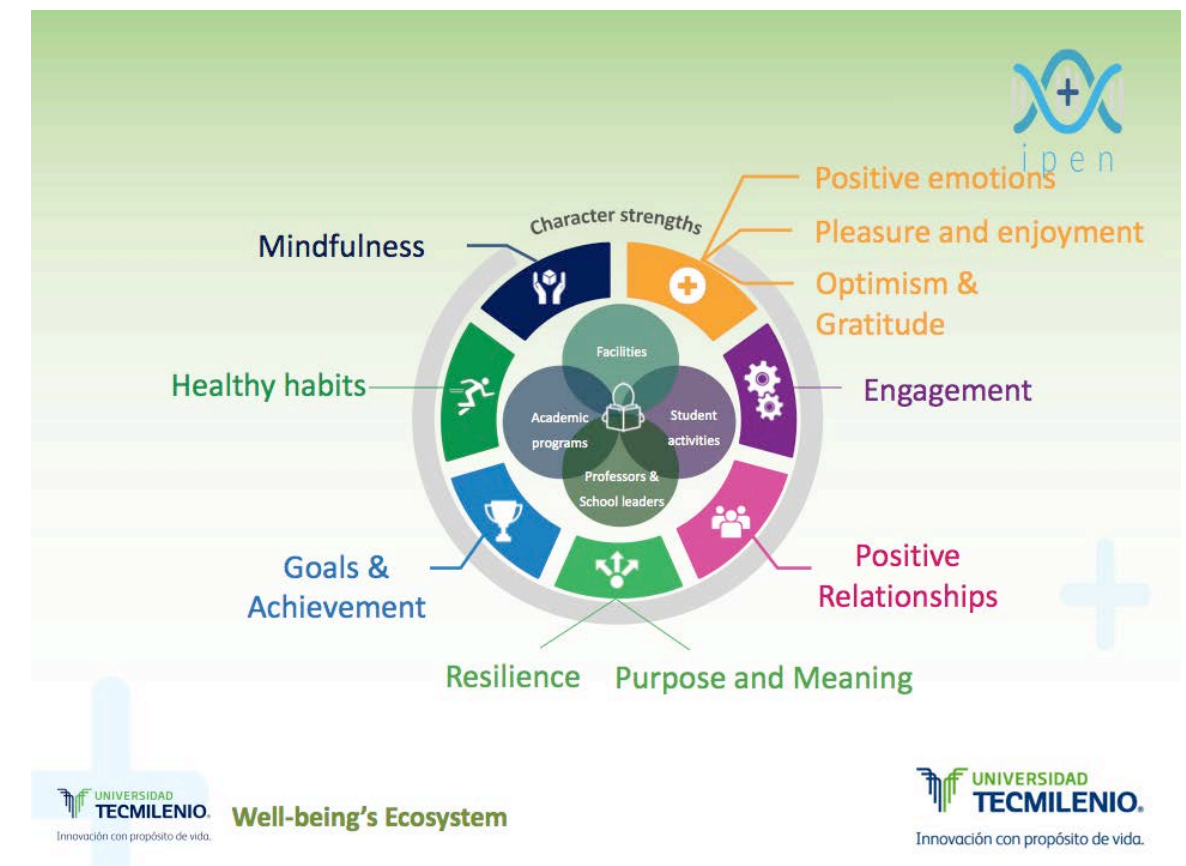 ipen
Positive emotions
Character strengths
Pleasure and enjoyment
Mindfulness
Optimism &
Gratitude
Facilities
Healthy habits
Engagement
Academic
programs
Student
activities
Professors &
School leaders
Goals &
Achievement
Positive
Relationships
Resilience
Purpose and Meaning
UNIVERSIDAD
TECMILENIO.
Innovación con propósito de vida.
Well-being's Ecosystem
UNIVERSIDAD
TECMILENIO.
Innovación con propósito de vida.